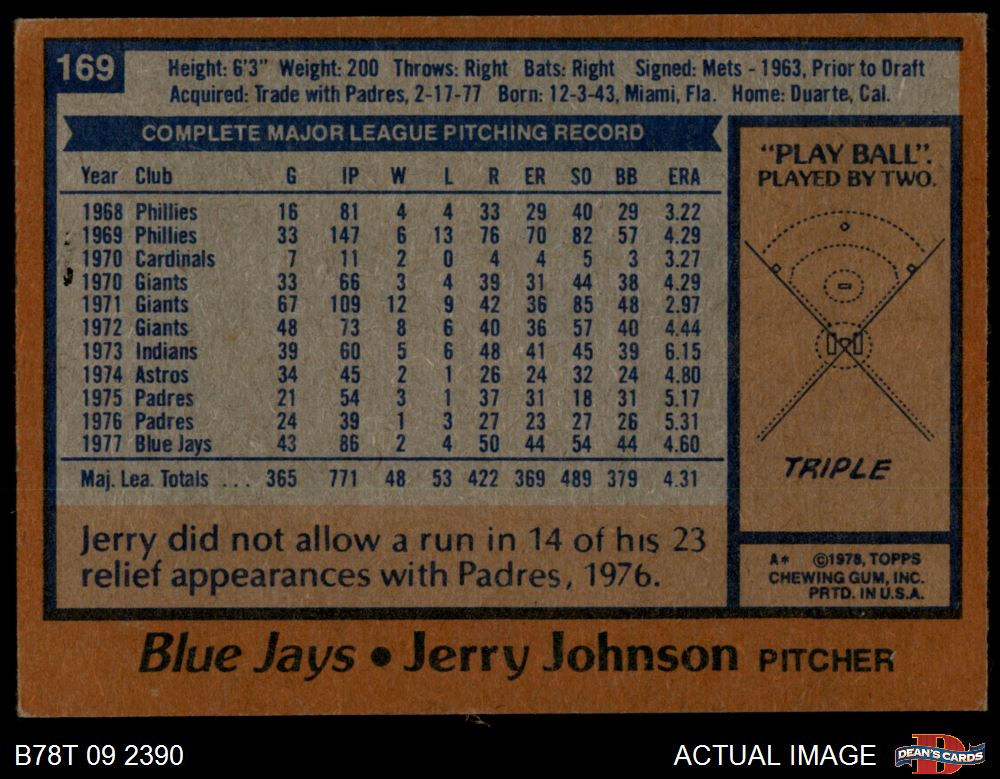 169
Height: 6'3" Weight: 200 Throws: Right Bats: Right Signed: Mets - 1963, Prior to Draft
Acquired: Trade with Padres, 2-17-77 Born: 12-3-43, Miami, Fla. Home: Duarte, Cal.
COMPLETE MAJOR LEAGUE PITCHING RECORD
Year Club G IP W L R ER SO BB ERA
1968 Phillies 16 81 4 4 33 29 40 29 3.22
1969 Phillies 33 147 6 13 76 70 82 57 4.29
1970 Cardinals 7 11 2 0 4 4 5 3 3.27
1970 Giants 33 66 3 4 39 31 44 38 4.29
1971 Giants 67 109 12 9 42 36 85 48 2.97
1972 Giants 48 73 8 6 40 36 57 40 4.44
1973 Indians 39 60 5 6 48 41 45 39 6.15
1974 Astros 34 45 2 1 26 24 32 24 4.80
1975 Padres 21 54 3 1 37 31 18 31 5.17
1976 Padres 24 39 1 3 27 23 27 26 5.31
1977 Blue Jays 43 86 2 4 50 44 54 44 4.60
Maj. Lea. Totals ... 365 771 48 53 422 369 489 379 4.31
Jerry did not allow a run in 14 of his 23
relief appearances with Padres, 1976.
"PLAY BALL".
PLAYED BY TWO.
TRIPLE
A* ©1978, TOPPS
CHEWING GUM, INC.
PRTD. IN U.S.A.
Blue Jays • Jerry Johnson PITCHER
B78T 09 2390
ACTUAL IMAGE
D
DEAN'S CARDS